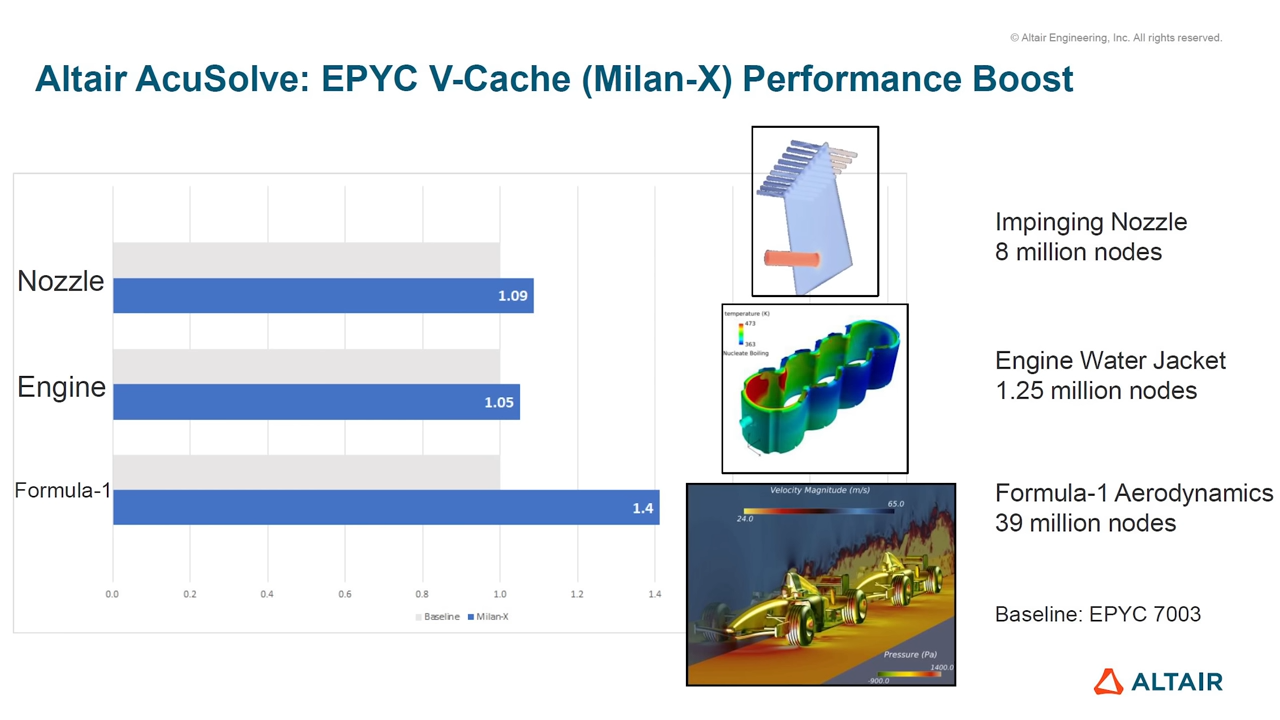 © Altair Engineering, Inc. All rights reserved.
Altair AcuSolve: EPYC V-Cache (Milan-X) Performance Boost
Nozzle
1.09
Engine
1.05
Formula-1
1.4
0.0 0.2 0.4 0.6 0.8 1.0 1.2 1.4
Baseline Milan-X
temperature (K)
473
363
Nucleate Boiling
Velocity Magnitude (m/s)
24.0
65.0
Pressure (Pa)
-900.0
1400.0
Impinging Nozzle
8 million nodes
Engine Water Jacket
1.25 million nodes
Formula-1 Aerodynamics
39 million nodes
Baseline: EPYC 7003
ALTAIR